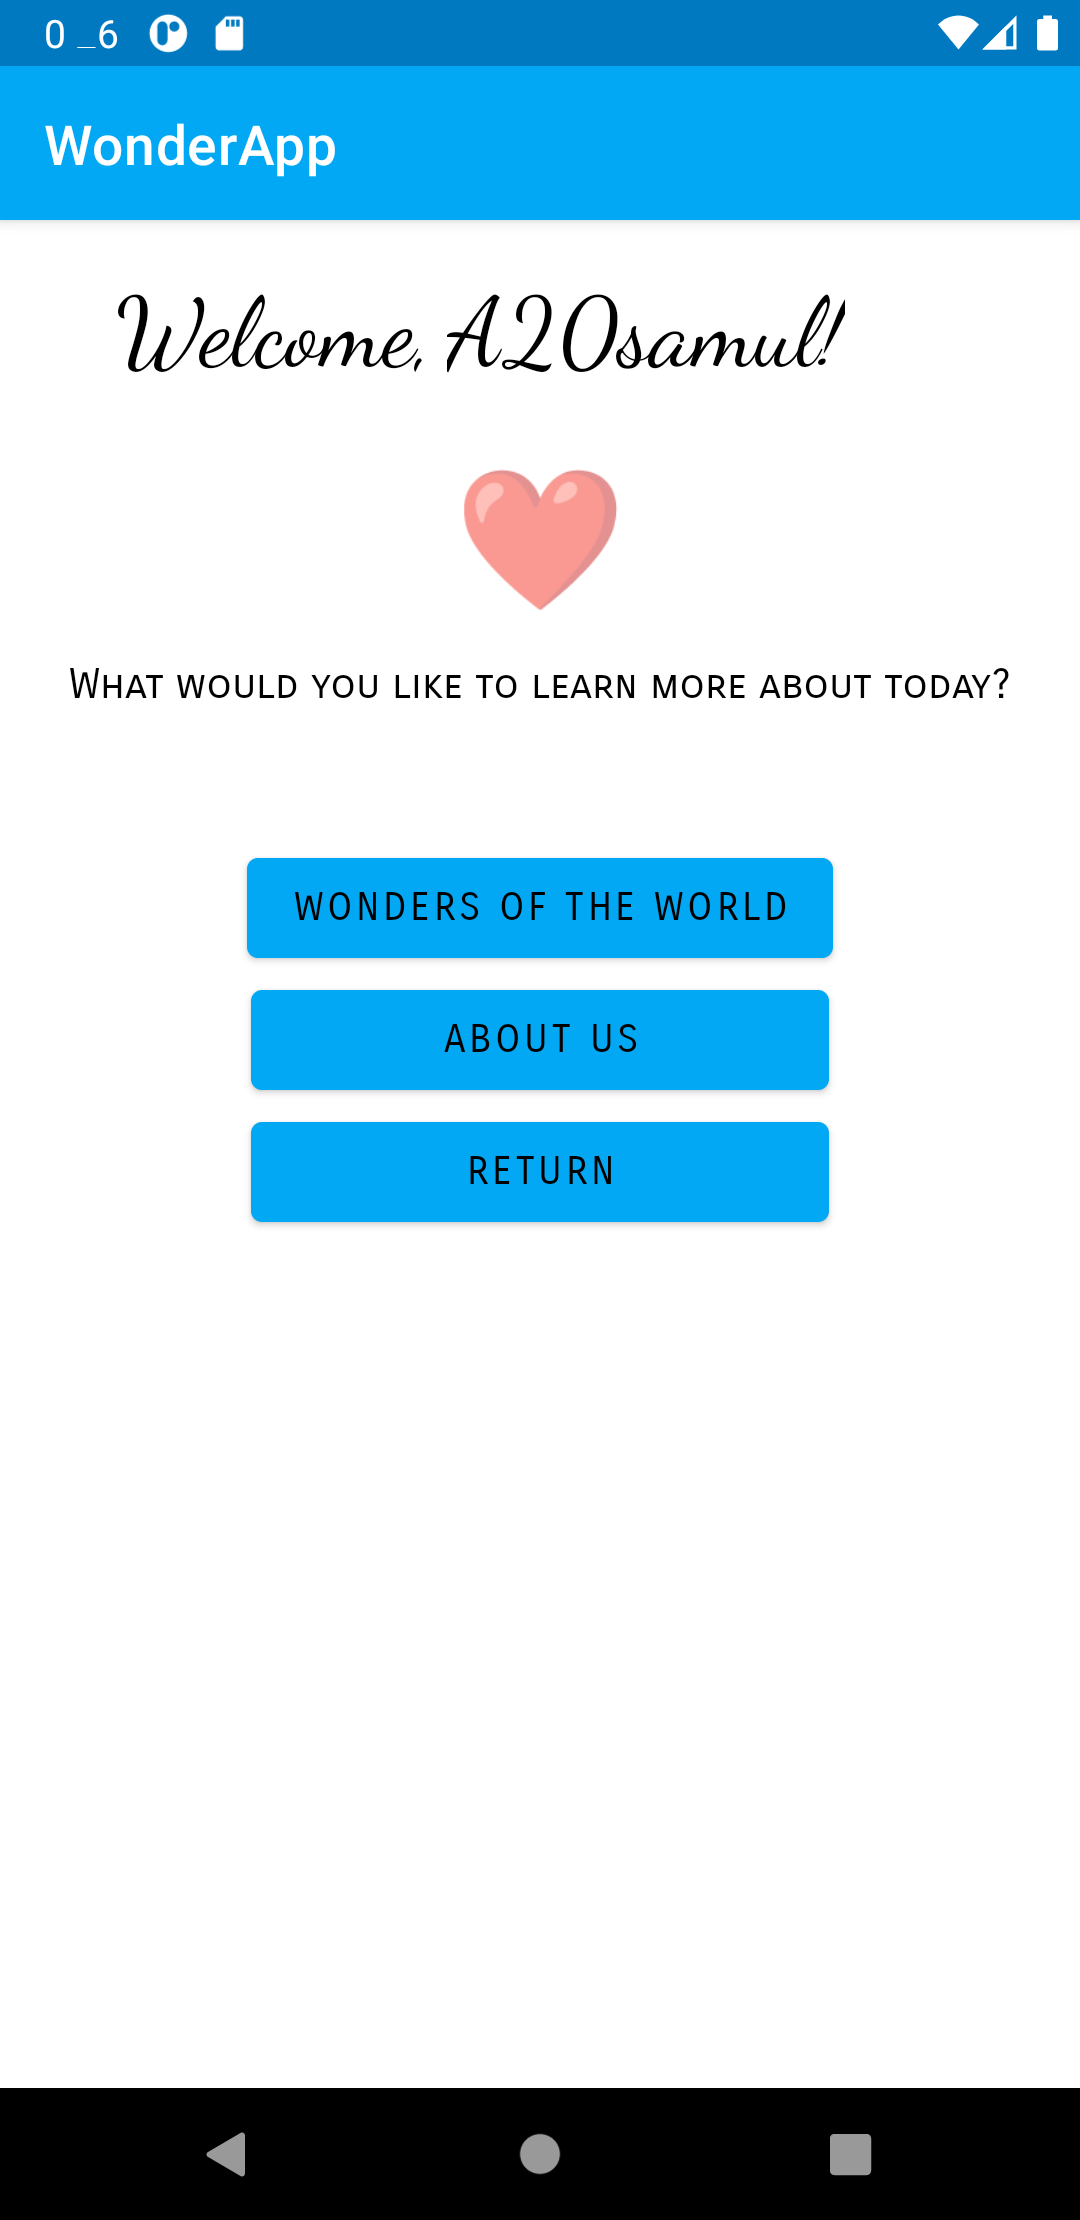 0 _6
WonderApp
Welcome, A20samul!
What would you like to learn more about today?
WONDERS OF THE WORLD
ABOUT US
RETURN